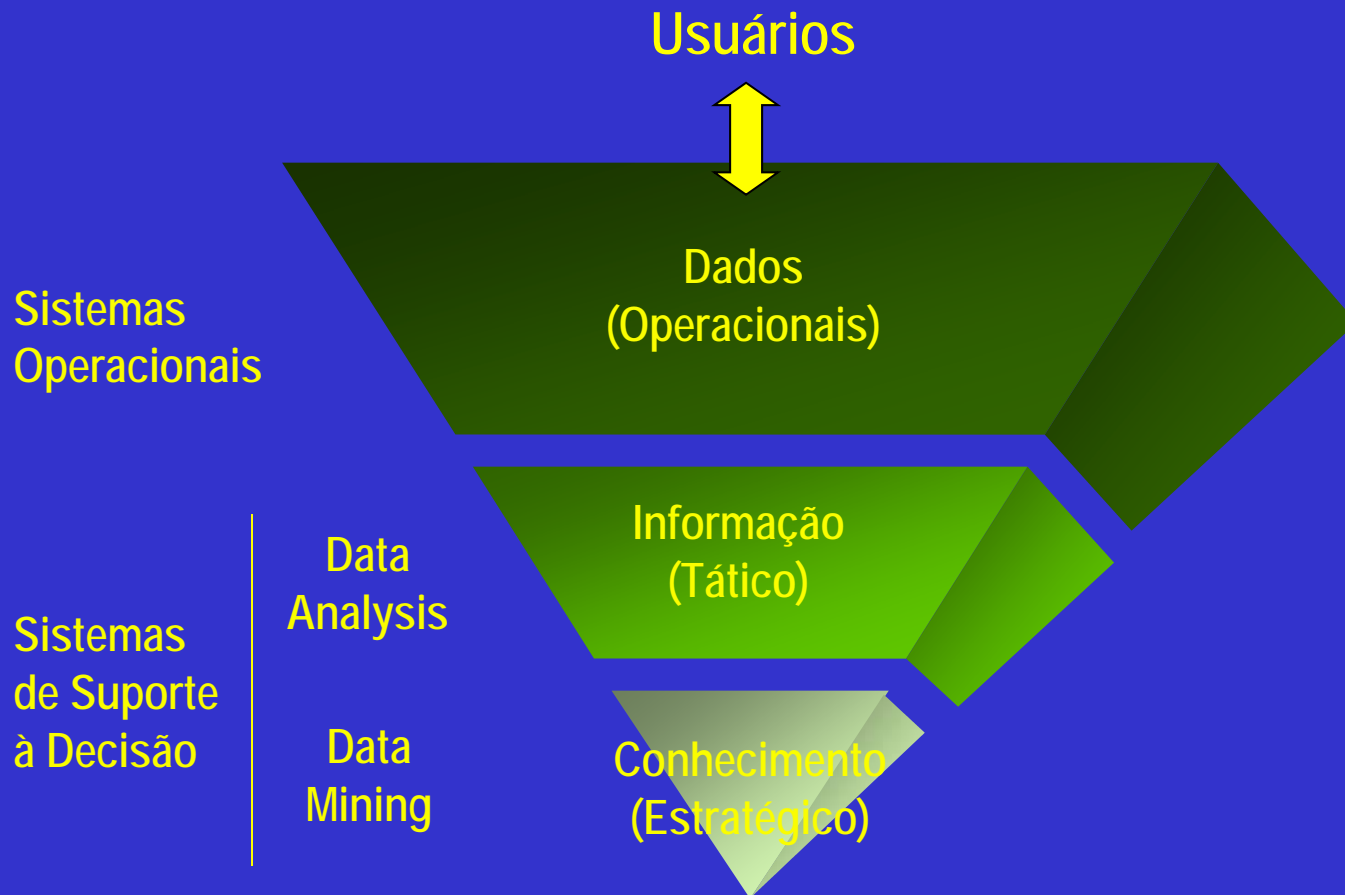 Usuários
Dados
(Operacionais)
Sistemas
Operacionais
Informação
(Tático)
Data
Analysis
Sistemas
de Suporte
à Decisão
Data
Mining
Conhecimento
(Estratégico)